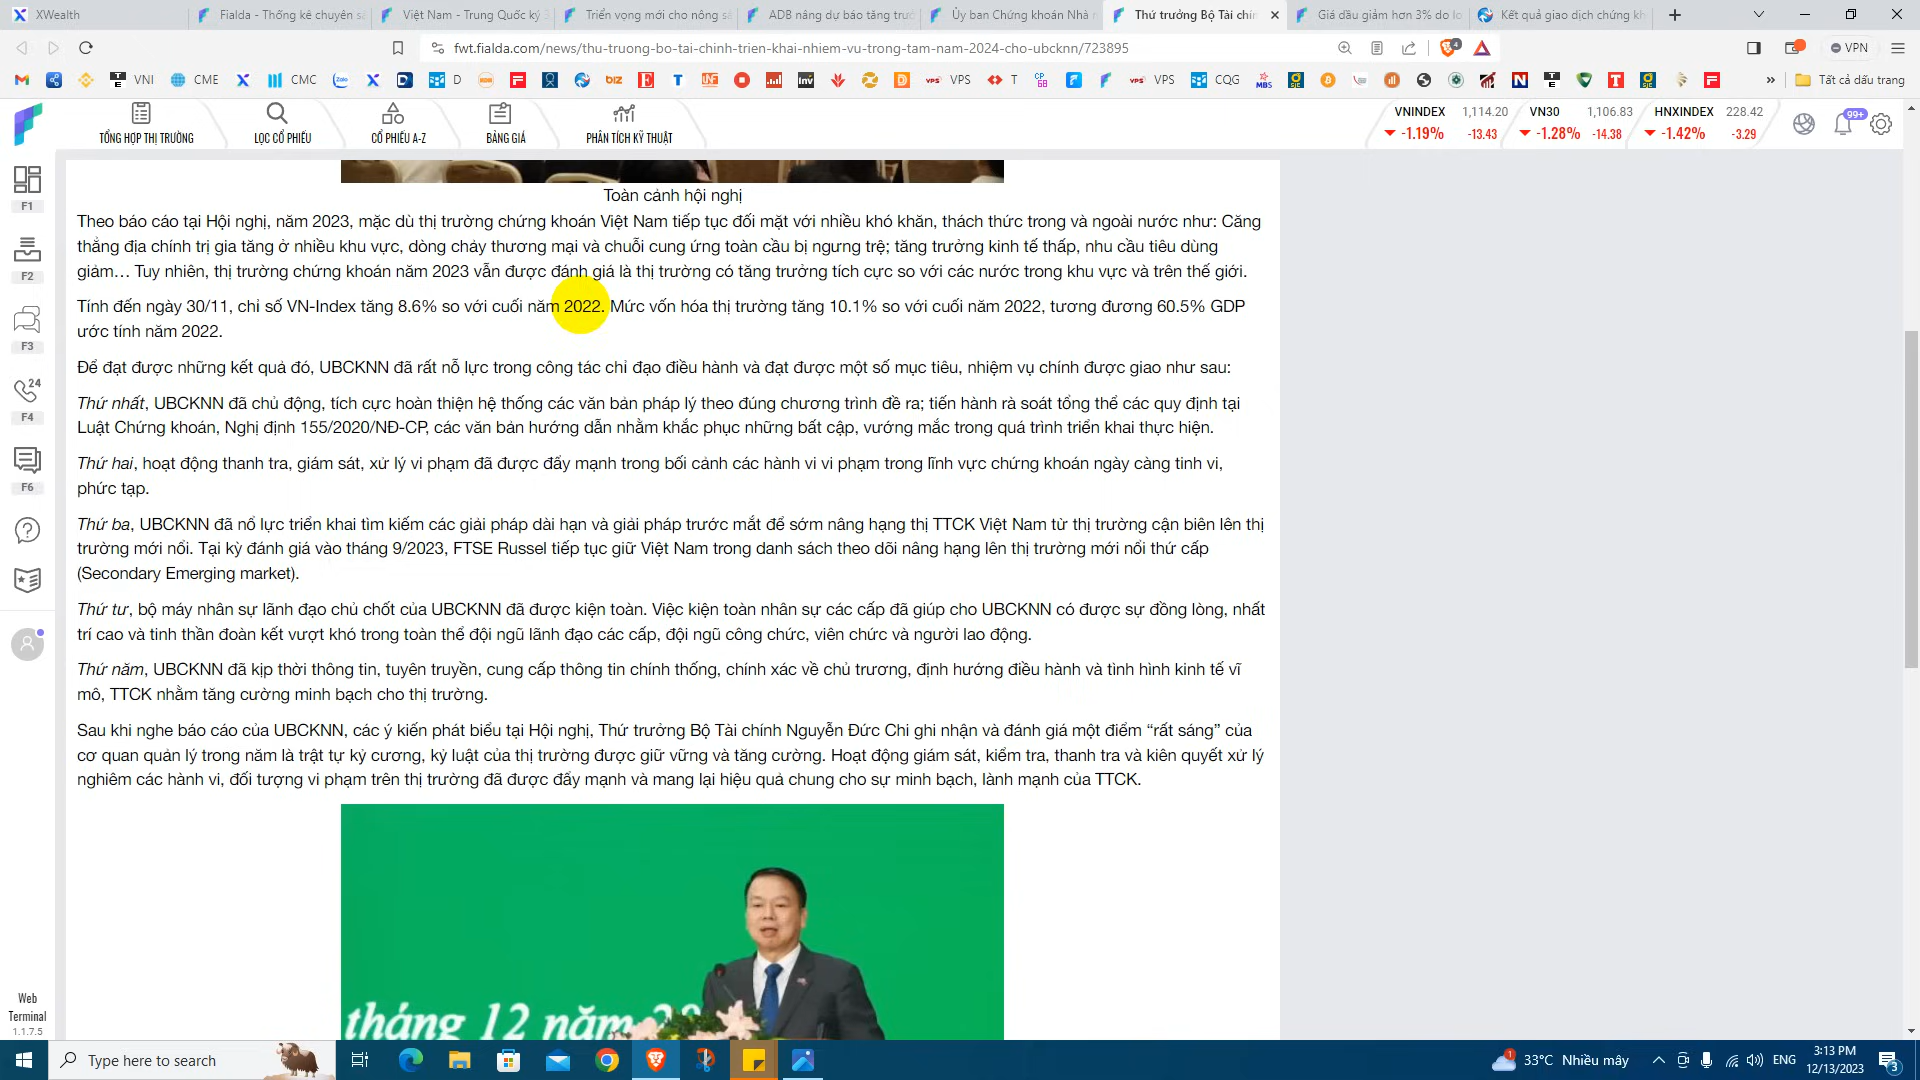 XWealth
Fialda - Thống kê chuyên sâ
Việt Nam - Trung Quốc ký 3
Triển vọng mới cho nông sả
ADB nâng dự báo tăng trưở
Ủy ban Chứng khoán Nhà n
Thứ trưởng Bộ Tài chín
Giá dầu giảm hơn 3% do lo
Kết quả giao dịch chứng kh
fwt.fialda.com/news/thu-truong-bo-tai-chinh-trien-khai-nhiem-vu-trong-tam-nam-2024-cho-ubcknn/723895
4
VPN
VNI
CME
CMC
D
VPS
T
VPS
CQG
Tất cả dấu trang
TỔNG HỢP THỊ TRƯỜNG
LỌC CỔ PHIẾU
CỔ PHIẾU A-Z
BẢNG GIÁ
PHÂN TÍCH KỸ THUẬT
VNINDEX 1,114.20
-1.19% -13.43
VN30 1,106.83
-1.28% -14.38
HNXINDEX 228.42
-1.42% -3.29
99+
F1
F2
F3
24
F4
F6
Toàn cảnh hội nghị
Theo báo cáo tại Hội nghị, năm 2023, mặc dù thị trường chứng khoán Việt Nam tiếp tục đối mặt với nhiều khó khăn, thách thức trong và ngoài nước như: Căng
thẳng địa chính trị gia tăng ở nhiều khu vực, dòng chảy thương mại và chuỗi cung ứng toàn cầu bị ngưng trệ; tăng trưởng kinh tế thấp, nhu cầu tiêu dùng
giảm… Tuy nhiên, thị trường chứng khoán năm 2023 vẫn được đánh giá là thị trường có tăng trưởng tích cực so với các nước trong khu vực và trên thế giới.
Tính đến ngày 30/11, chỉ số VN-Index tăng 8.6% so với cuối năm 2022. Mức vốn hóa thị trường tăng 10.1% so với cuối năm 2022, tương đương 60.5% GDP
ước tính năm 2022.
Để đạt được những kết quả đó, UBCKNN đã rất nỗ lực trong công tác chỉ đạo điều hành và đạt được một số mục tiêu, nhiệm vụ chính được giao như sau:
Thứ nhất, UBCKNN đã chủ động, tích cực hoàn thiện hệ thống các văn bản pháp lý theo đúng chương trình đề ra; tiến hành rà soát tổng thể các quy định tại
Luật Chứng khoán, Nghị định 155/2020/NĐ-CP, các văn bản hướng dẫn nhằm khắc phục những bất cập, vướng mắc trong quá trình triển khai thực hiện.
Thứ hai, hoạt động thanh tra, giám sát, xử lý vi phạm đã được đẩy mạnh trong bối cảnh các hành vi vi phạm trong lĩnh vực chứng khoán ngày càng tinh vi,
phức tạp.
Thứ ba, UBCKNN đã nổ lực triển khai tìm kiếm các giải pháp dài hạn và giải pháp trước mắt để sớm nâng hạng thị TTCK Việt Nam từ thị trường cận biên lên thị
trường mới nổi. Tại kỳ đánh giá vào tháng 9/2023, FTSE Russel tiếp tục giữ Việt Nam trong danh sách theo dõi nâng hạng lên thị trường mới nổi thứ cấp
(Secondary Emerging market).
Thứ tư, bộ máy nhân sự lãnh đạo chủ chốt của UBCKNN đã được kiện toàn. Việc kiện toàn nhân sự các cấp đã giúp cho UBCKNN có được sự đồng lòng, nhất
trí cao và tinh thần đoàn kết vượt khó trong toàn thể đội ngũ lãnh đạo các cấp, đội ngũ công chức, viên chức và người lao động.
Thứ năm, UBCKNN đã kịp thời thông tin, tuyên truyền, cung cấp thông tin chính thống, chính xác về chủ trương, định hướng điều hành và tình hình kinh tế vĩ
mô, TTCK nhằm tăng cường minh bạch cho thị trường.
Sau khi nghe báo cáo của UBCKNN, các ý kiến phát biểu tại Hội nghị, Thứ trưởng Bộ Tài chính Nguyễn Đức Chi ghi nhận và đánh giá một điểm “rất sáng” của
cơ quan quản lý trong năm là trật tự kỷ cương, kỷ luật của thị trường được giữ vững và tăng cường. Hoạt động giám sát, kiểm tra, thanh tra và kiên quyết xử lý
nghiêm các hành vi, đối tượng vi phạm trên thị trường đã được đẩy mạnh và mang lại hiệu quả chung cho sự minh bạch, lành mạnh của TTCK.
tháng 12 năm 20
Web
Terminal
1.1.7.5
Type here to search
1
33°C Nhiều mây
ENG
3:13 PM
12/13/2023
3